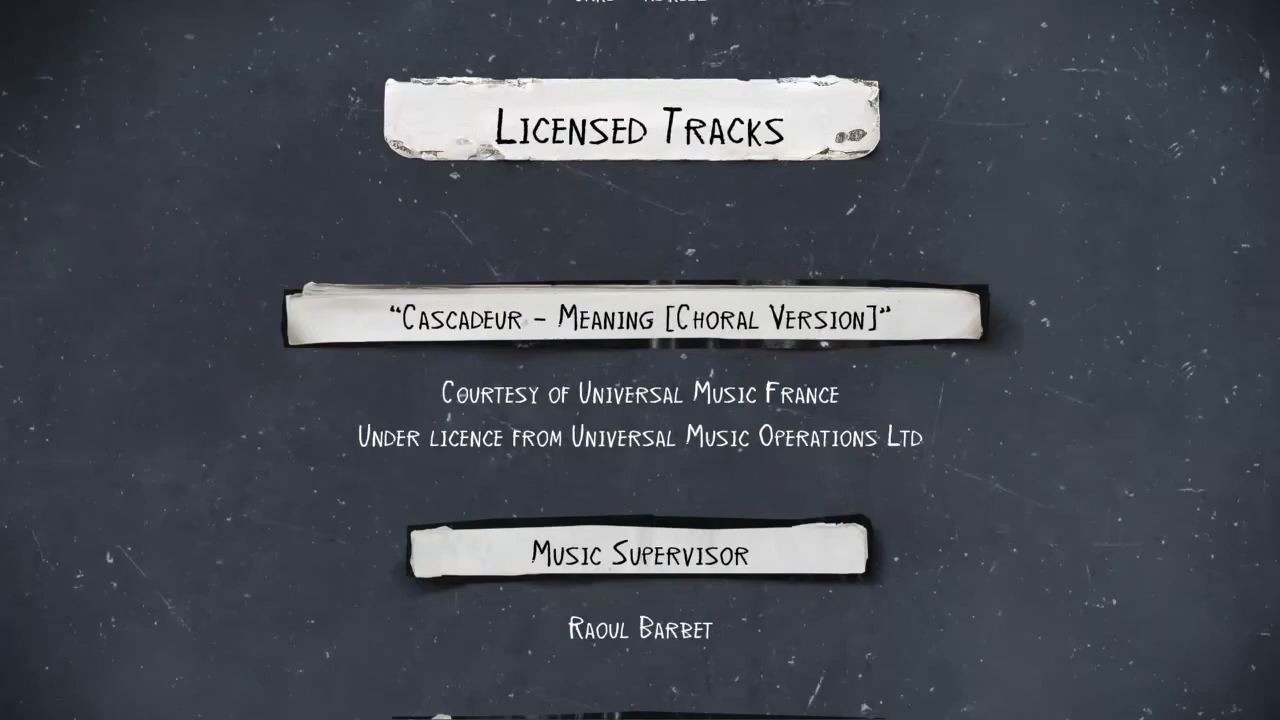 Licensed Tracks
“Cascadeur – Meaning [Choral Version]”
Courtesy of Universal Music France
Under licence from Universal Music Operations Ltd
Music Supervisor
Raoul Barbet